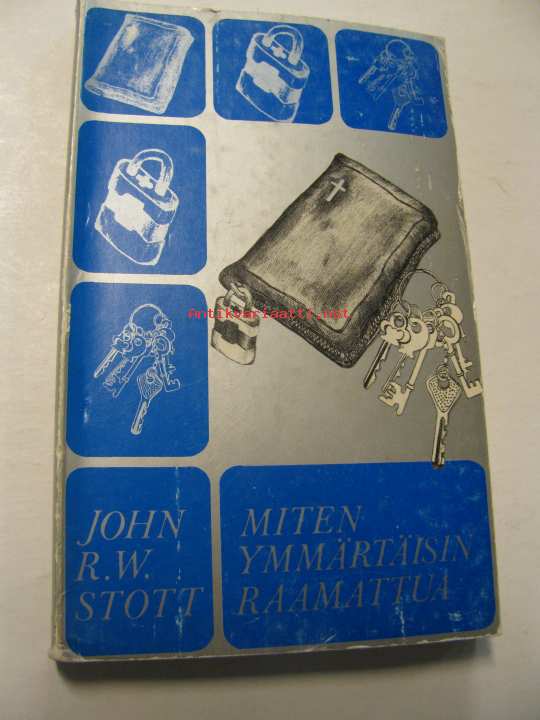 Antikvariaatti.net
JOHN
R.W.
STOTT
MITEN
YMMÄRTÄISIN
RAAMATTUA